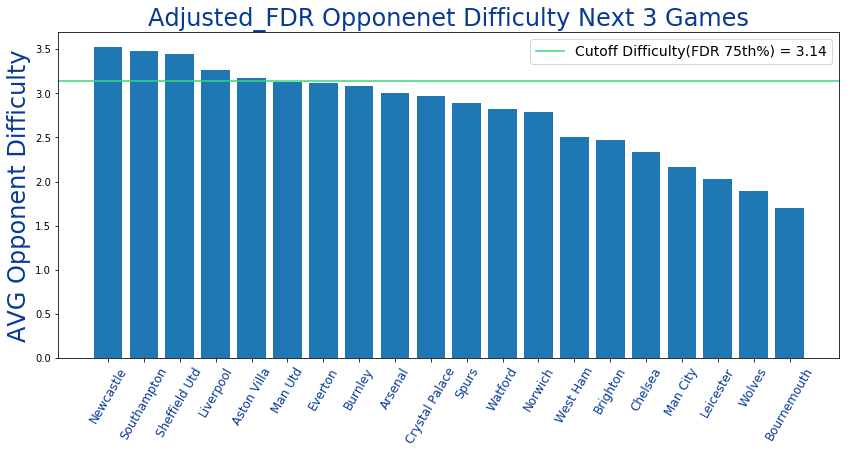 Adjusted_FDR Opponenet Difficulty Next 3 Games
Cutoff Difficulty(FDR 75th%) = 3.14
AVG Opponent Difficulty
3.5
3.0
2.5
2.0
1.5
1.0
0.5
0.0
Newcastle
Southampton
Sheffield Utd
Liverpool
Aston Villa
Man Utd
Everton
Burnley
Arsenal
Crystal Palace
Spurs
Watford
Norwich
West Ham
Brighton
Chelsea
Man City
Leicester
Wolves
Bournemouth